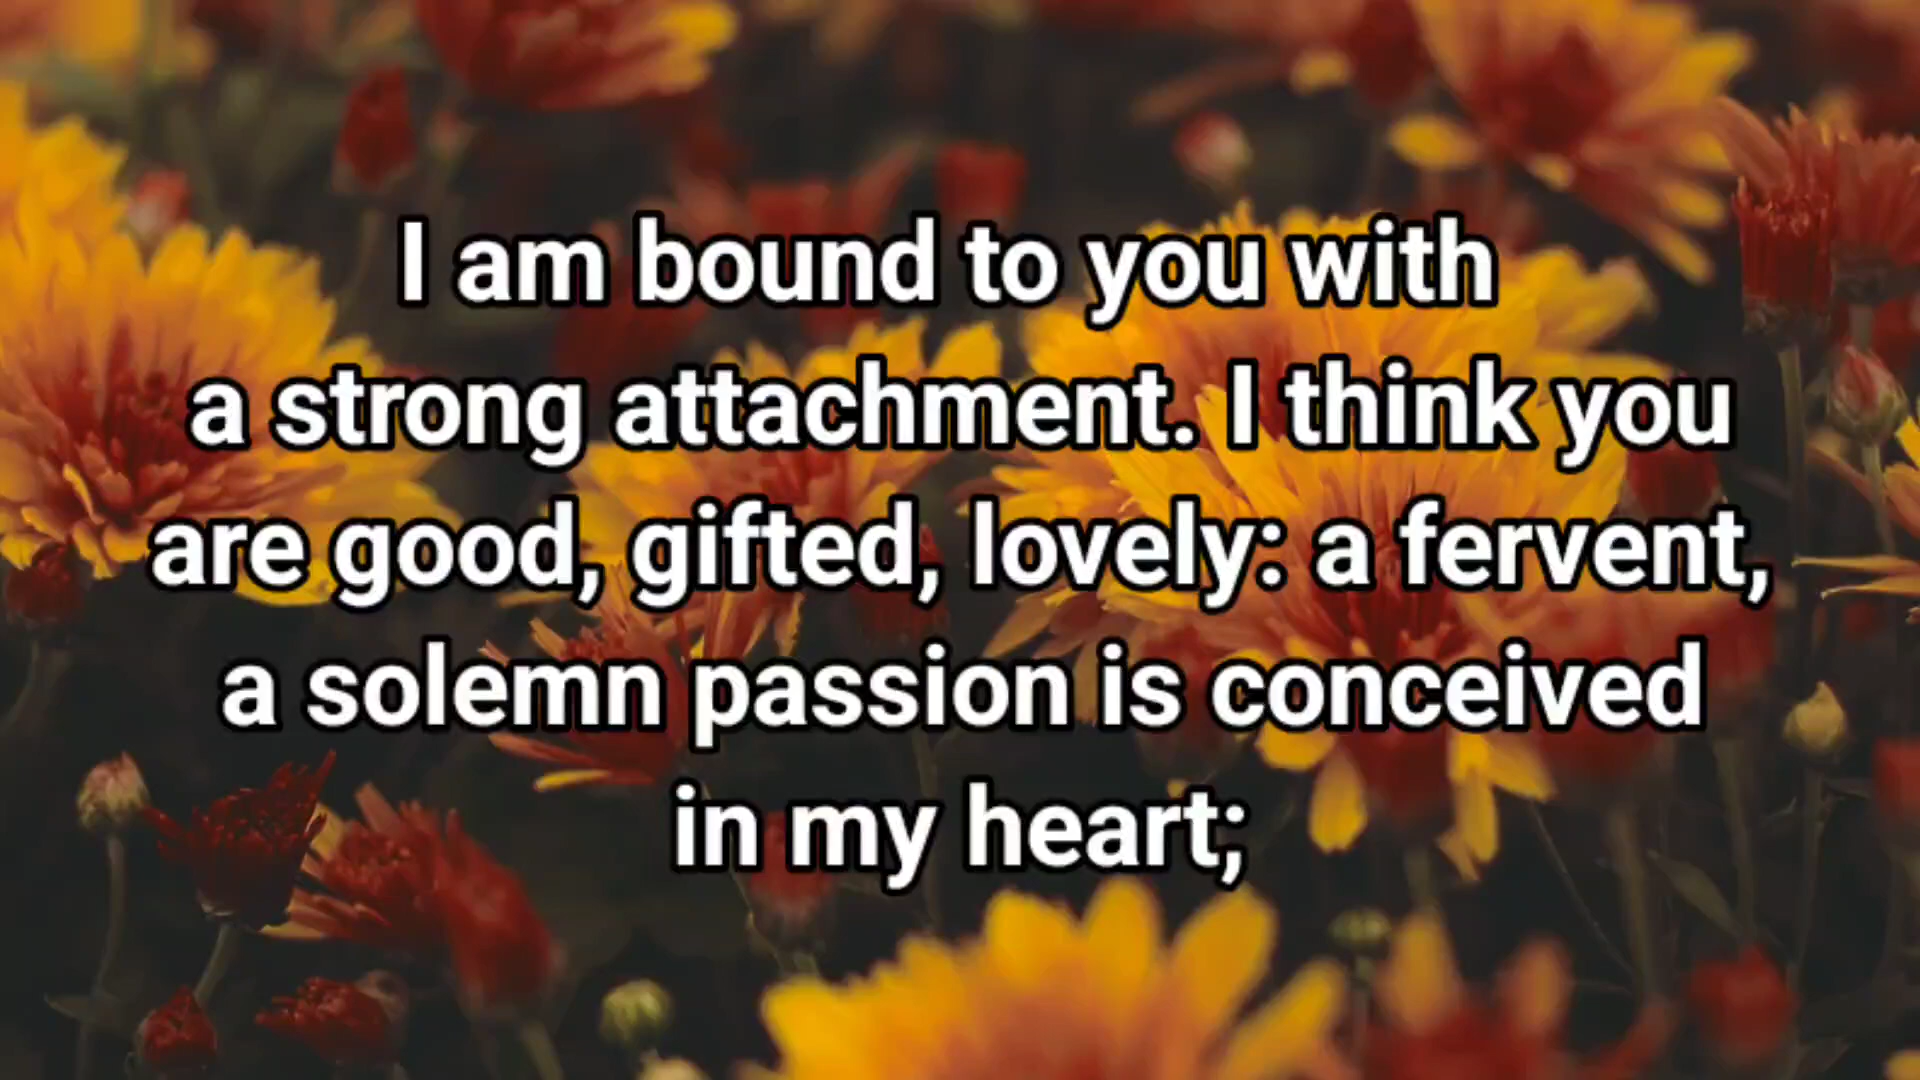 I am bound to you with
a strong attachment. I think you
are good, gifted, lovely: a fervent,
a solemn passion is conceived
in my heart;